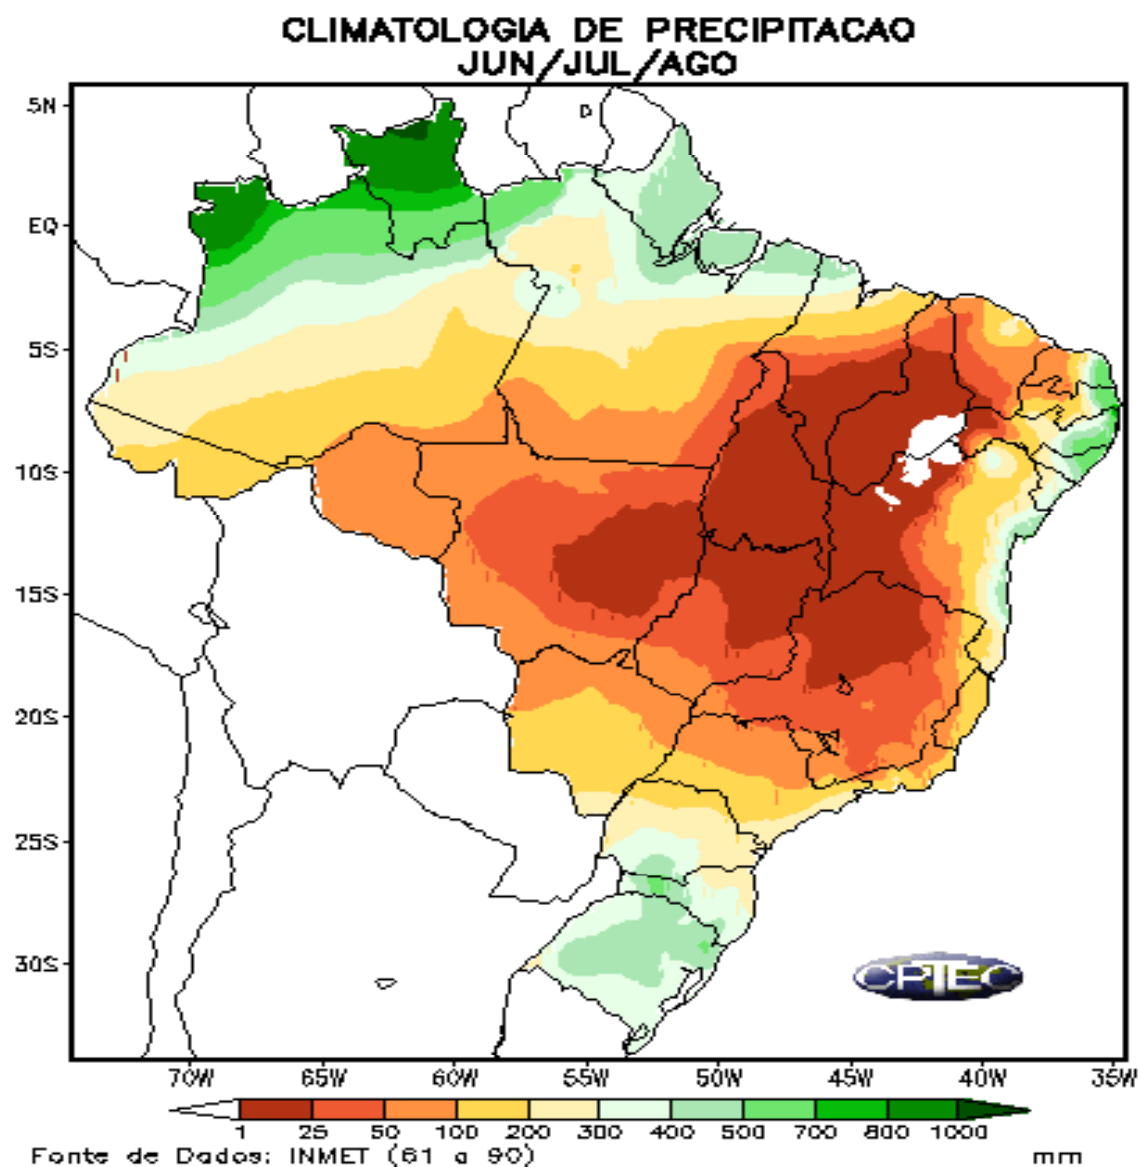 CLIMATOLOGIA DE PRECIPITACAO
JUN/JUL/AGO
5N
EQ
5S
10S
15S
20S
25S
30S
CPTEC
70W 65W 60W 55W 50W 45W 40W 35W
1 25 50 100 200 300 400 500 700 800 1000
Fonte de Dados: INMET (61 a 90) mm